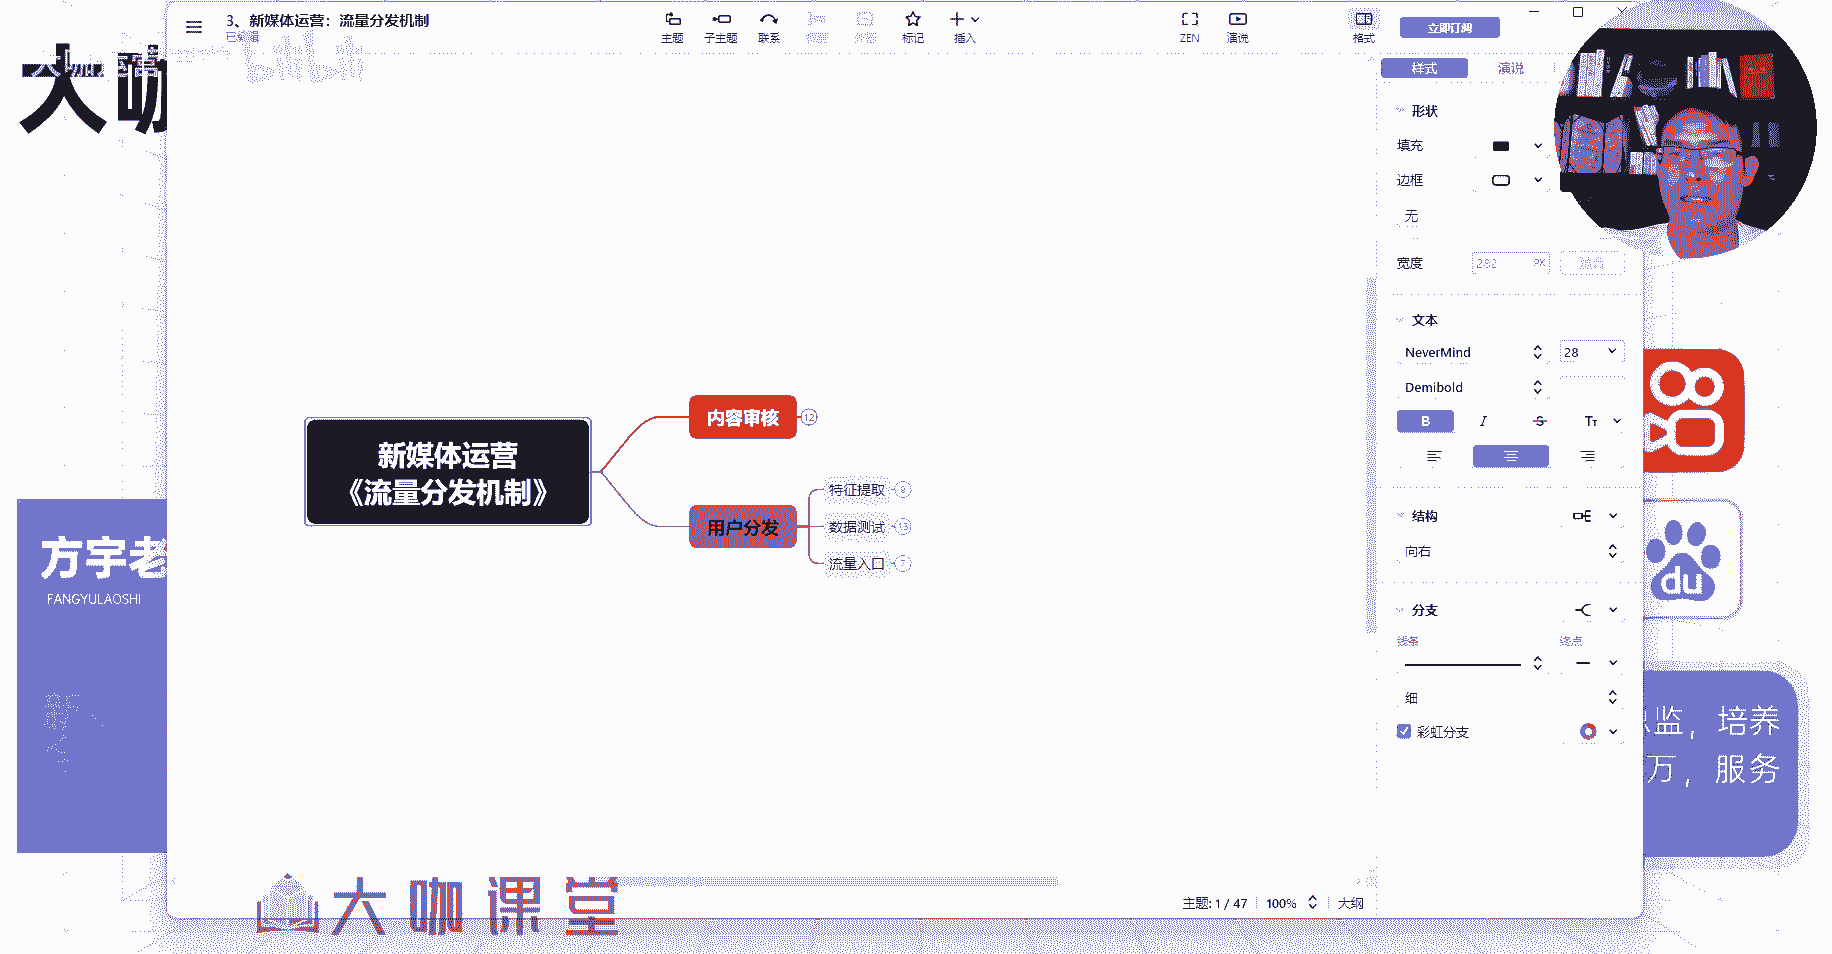 3、新媒体运营：流量分发机制
已编辑
主题
子主题
联系
标记
插入
ZEN
演说
格式
立即订阅
大咖
bilibili
样式
演说
形状
填充
边框
无
宽度
282
PX
文本
NeverMind
28
Demibold
B
I
S
Tт
结构
向右
分支
线条
终点
细
彩虹分支
新媒体运营
《流量分发机制》
内容审核
12
用户分发
特征提取
9
数据测试
13
流量入口
7
方宇老
FANGYULAOSHI
du
总监，培养
万，服务
大咖课堂
主题: 1 / 47
100%
大纲